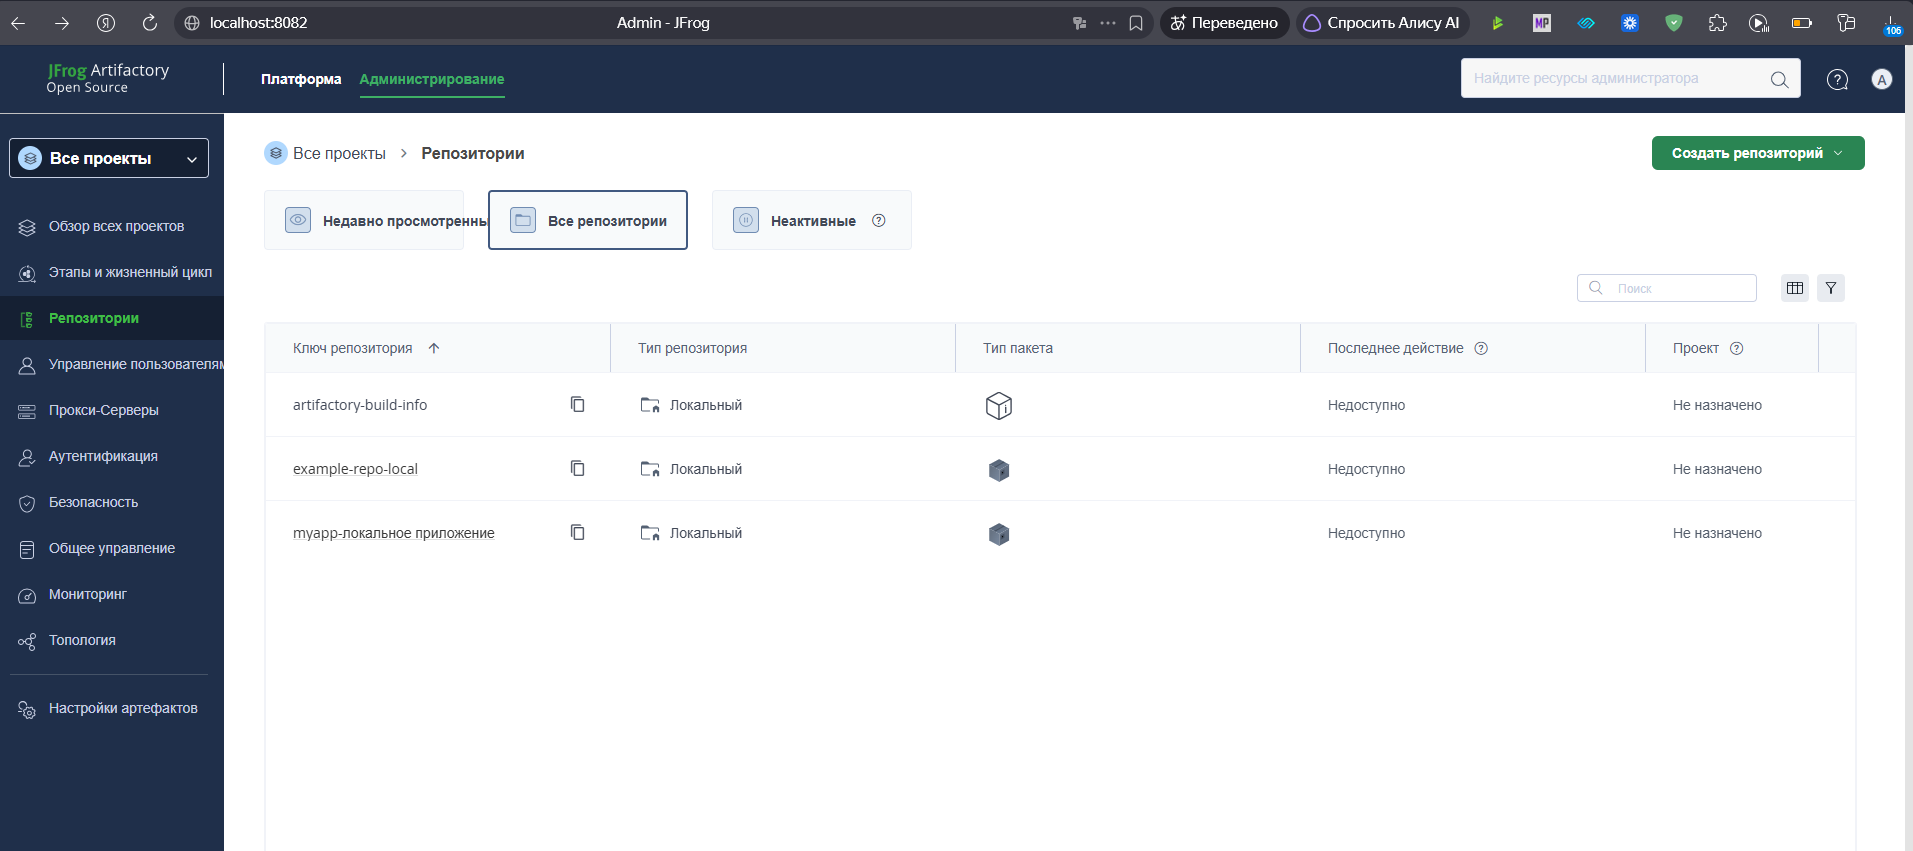 localhost:8082
Admin - JFrog
Переведено
Спросить Алису AI
MP
106
JFrog Artifactory
Open Source
Платформа
Администрирование
Найдите ресурсы администратора
A
Все проекты
Обзор всех проектов
Этапы и жизненный цикл
Репозитории
Управление пользователям
Прокси-Серверы
Аутентификация
Безопасность
Общее управление
Мониторинг
Топология
Настройки артефактов
Все проекты > Репозитории
Создать репозиторий
Недавно просмотренны
Все репозитории
Неактивные
Поиск
Ключ репозитория Тип репозитория Тип пакета Последнее действие Проект
artifactory-build-info Локальный Недоступно Не назначено
example-repo-local Локальный Недоступно Не назначено
myapp-локальное приложение Локальный Недоступно Не назначено